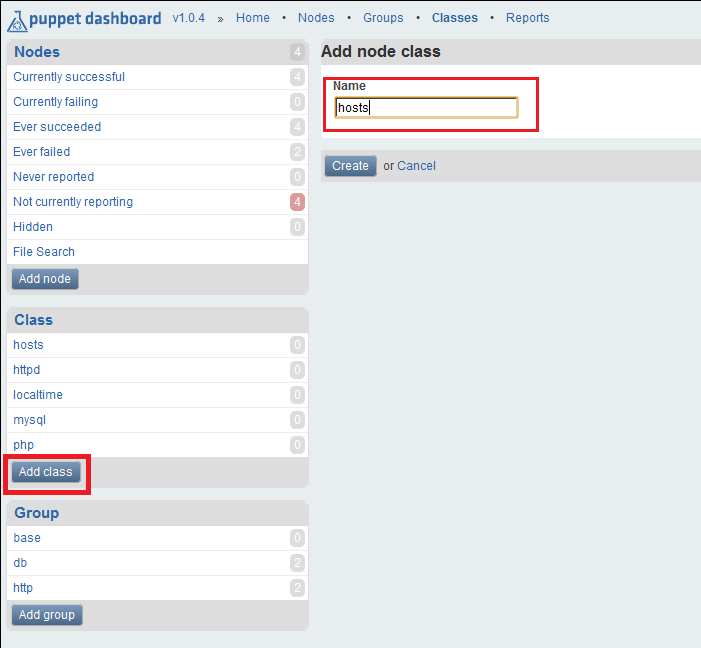 puppet dashboard v1.0.4 » Home • Nodes • Groups • Classes • Reports
Nodes 4
Currently successful 4
Currently failing 0
Ever succeeded 4
Ever failed 2
Never reported 0
Not currently reporting 4
Hidden 0
File Search
Add node
Class
hosts 0
httpd 0
localtime 0
mysql 0
php 0
Add class
Group
base 0
db 2
http 2
Add group
Add node class
Name
hosts
Create or Cancel